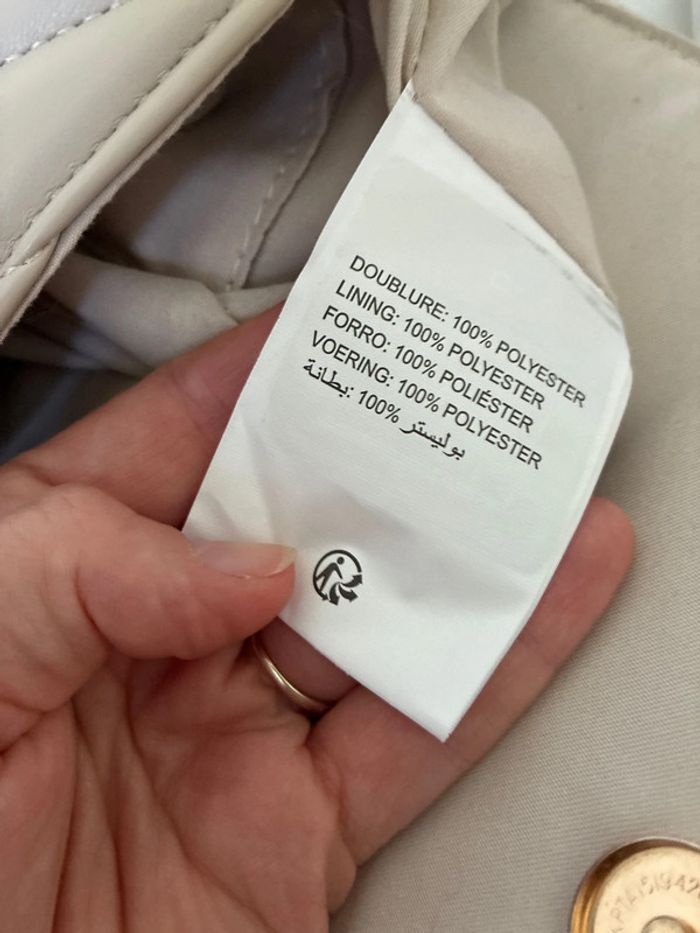 DOUBLURE: 100% POLYESTER
LINING: 100% POLYESTER
FORRO: 100% POLIÉSTER
VOERING: 100% POLYESTER
بطانة: 100% بوليستر